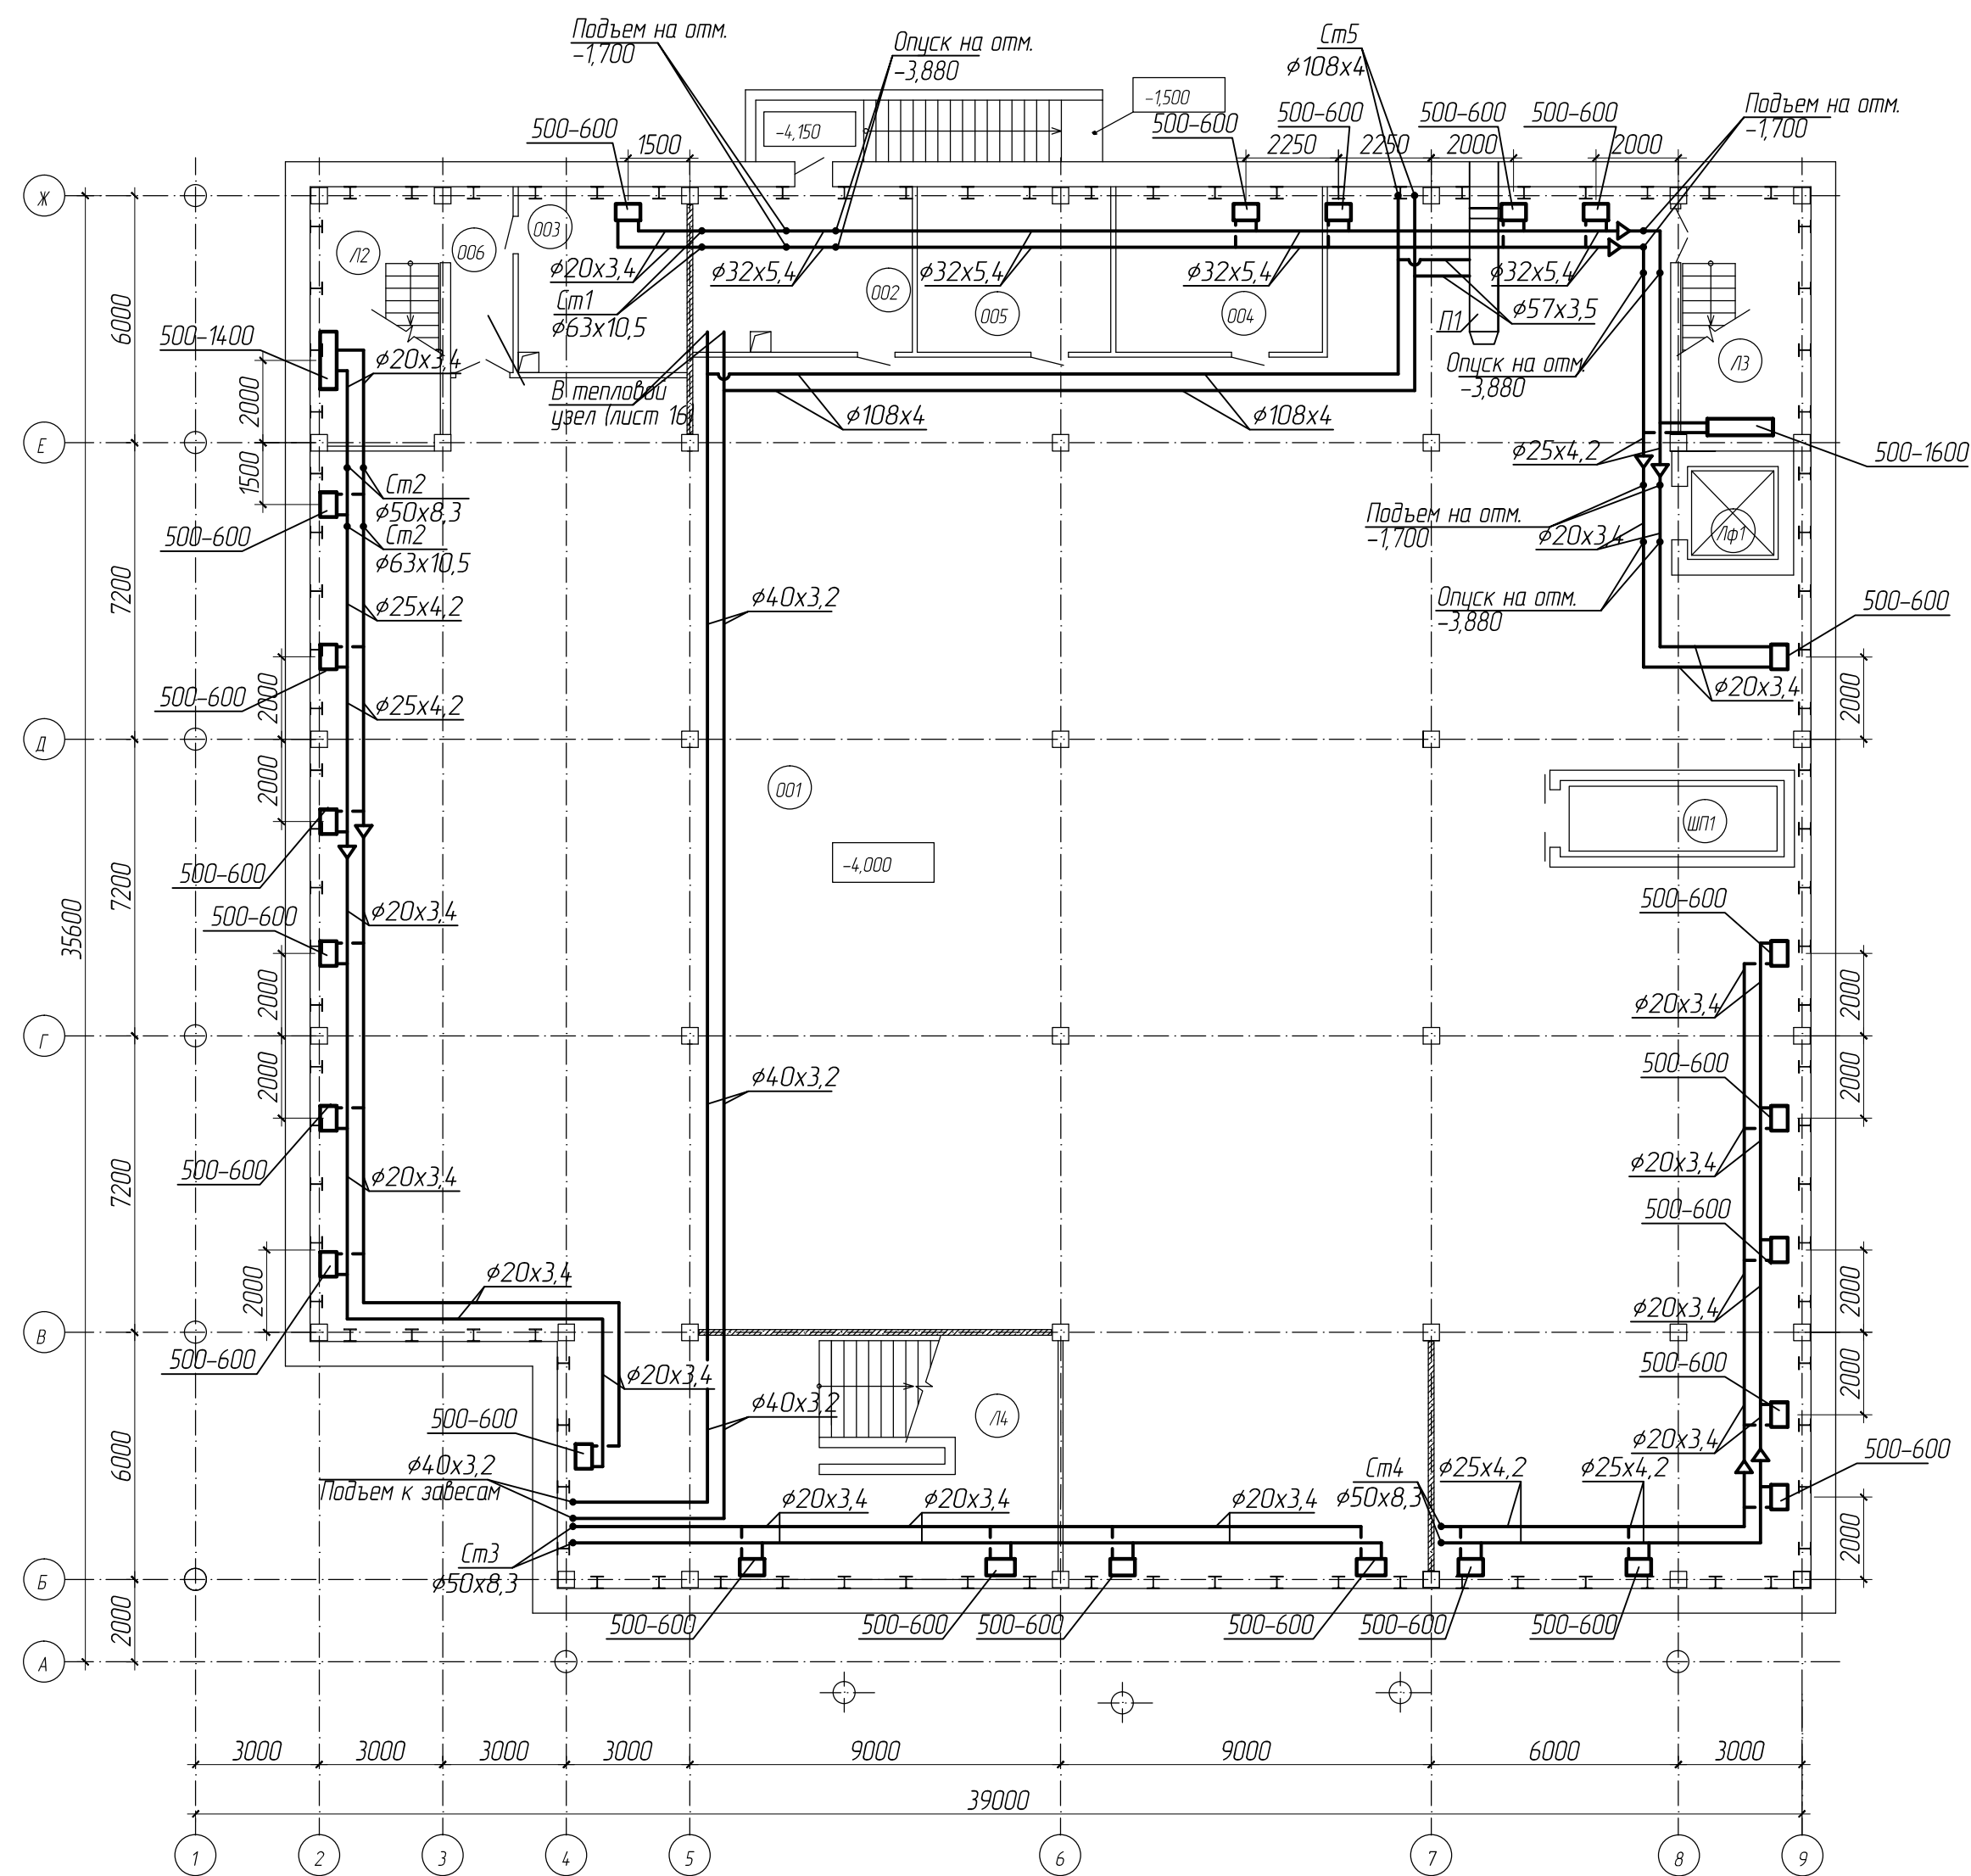 Подъем на отм.
-1,700
Опуск на отм.
-3,880
Ст5
ф108х4
-1,500
-4,150
500-600
1500
500-600
500-600
500-600
500-600
2250
2250
2000
2000
Подъем на отм.
-1,700
Ж
Л2
006
003
ф20х3,4
Ст1
ф63х10,5
ф32х5,4
002
ф32х5,4
005
ф32х5,4
004
ф32х5,4
ф57х3,5
П1
Опуск на отм.
-3,880
Л3
6000
500-1400
ф20х3,4
2000
В тепловой
узел (лист 16)
ф108х4
ф108х4
Е
ф25х4,2
500-1600
1500
Ст2
ф50х8,3
Ст2
ф63х10,5
500-600
Подъем на отм.
-1,700
ф20х3,4
Лф1
7200
ф25х4,2
ф40х3,2
Опуск на отм.
-3,880
500-600
500-600
2000
ф25х4,2
ф20х3,4
2000
Д
2000
001
ШП1
-4,000
7200
500-600
35600
500-600
ф20х3,4
500-600
2000
ф20х3,4
2000
Г
2000
ф40х3,2
500-600
2000
7200
500-600
ф20х3,4
ф20х3,4
500-600
2000
ф20х3,4
ф20х3,4
2000
В
500-600
ф20х3,4
500-600
2000
ф40х3,2
Л4
500-600
ф20х3,4
500-600
6000
ф40х3,2
Подъем к завесам
Ст4
ф50х8,3
ф25х4,2
ф25х4,2
ф20х3,4
ф20х3,4
ф20х3,4
2000
Ст3
ф50х8,3
Б
500-600
500-600
500-600
500-600
500-600
500-600
2000
А
3000
3000
3000
3000
9000
9000
6000
3000
39000
1
2
3
4
5
6
7
8
9